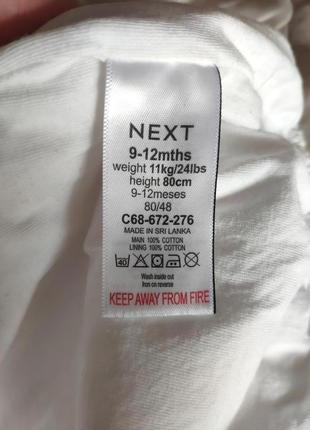 NEXT
9-12mths
weight 11kg/24lbs
height 80cm
9-12meses
80/48
C68-672-276
MADE IN SRI LANKA
MAIN 100% COTTON
LINING 100% COTTON
40
Wash inside out
Iron on reverse
KEEP AWAY FROM FIRE